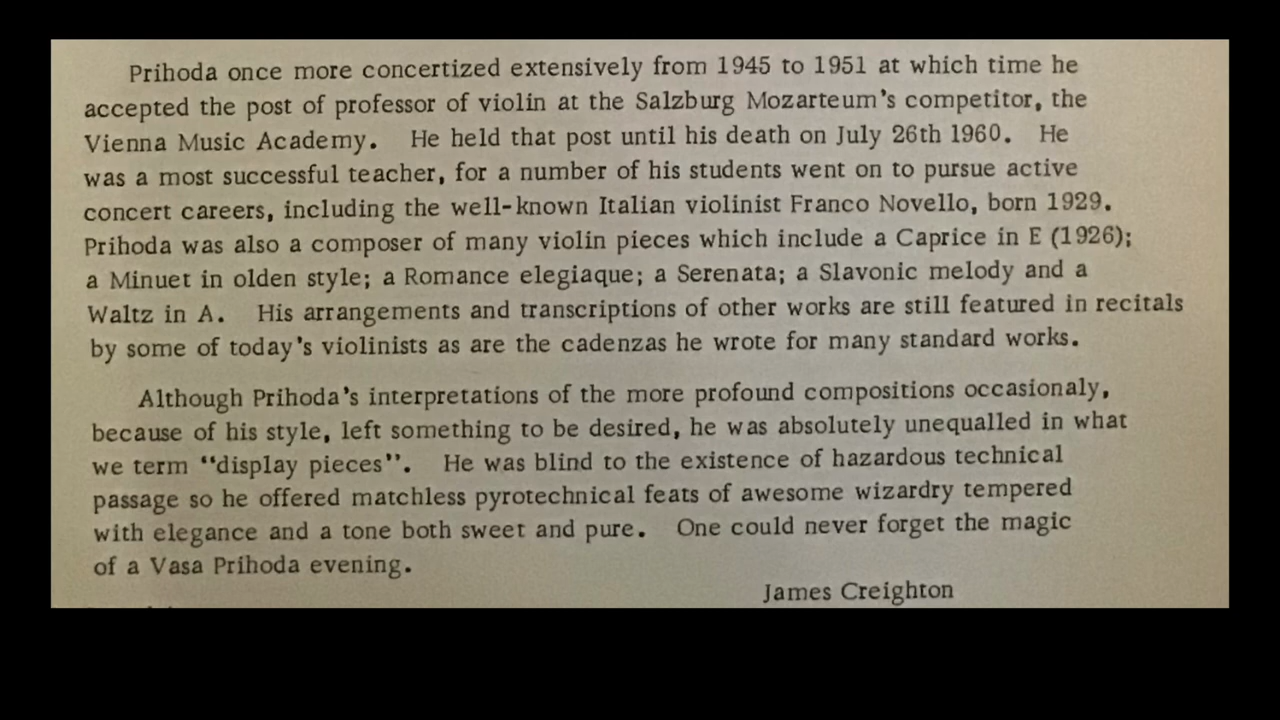 Prihoda once more concertized extensively from 1945 to 1951 at which time he
accepted the post of professor of violin at the Salzburg Mozarteum's competitor, the
Vienna Music Academy. He held that post until his death on July 26th 1960. He
was a most successful teacher, for a number of his students went on to pursue active
concert careers, including the well-known Italian violinist Franco Novello, born 1929.
Prihoda was also a composer of many violin pieces which include a Caprice in E (1926);
a Minuet in olden style; a Romance elegiaque; a Serenata; a Slavonic melody and a
Waltz in A. His arrangements and transcriptions of other works are still featured in recitals
by some of today's violinists as are the cadenzas he wrote for many standard works.
Although Prihoda's interpretations of the more profound compositions occasionaly,
because of his style, left something to be desired, he was absolutely unequalled in what
we term "display pieces". He was blind to the existence of hazardous technical
passage so he offered matchless pyrotechnical feats of awesome wizardry tempered
with elegance and a tone both sweet and pure. One could never forget the magic
of a Vasa Prihoda evening.
James Creighton